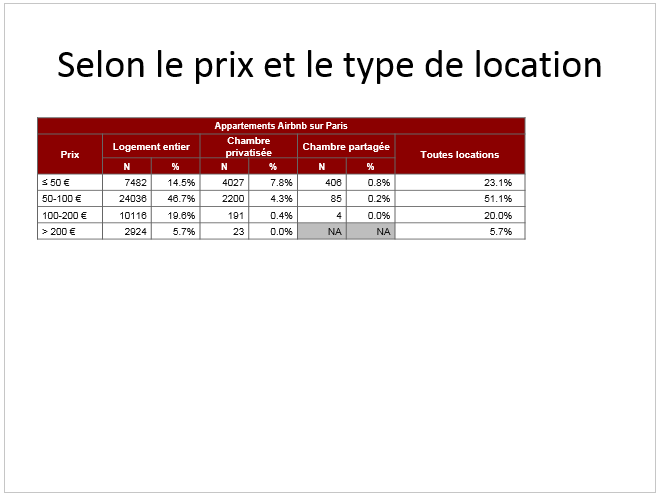 Selon le prix et le type de location
Appartements Airbnb sur Paris
Prix Logement entier Chambre privatisée Chambre partagée Toutes locations
N % N % N %
≤ 50 € 7482 14.5% 4027 7.8% 406 0.8% 23.1%
50-100 € 24036 46.7% 2200 4.3% 85 0.2% 51.1%
100-200 € 10116 19.6% 191 0.4% 4 0.0% 20.0%
> 200 € 2924 5.7% 23 0.0% NA NA 5.7%